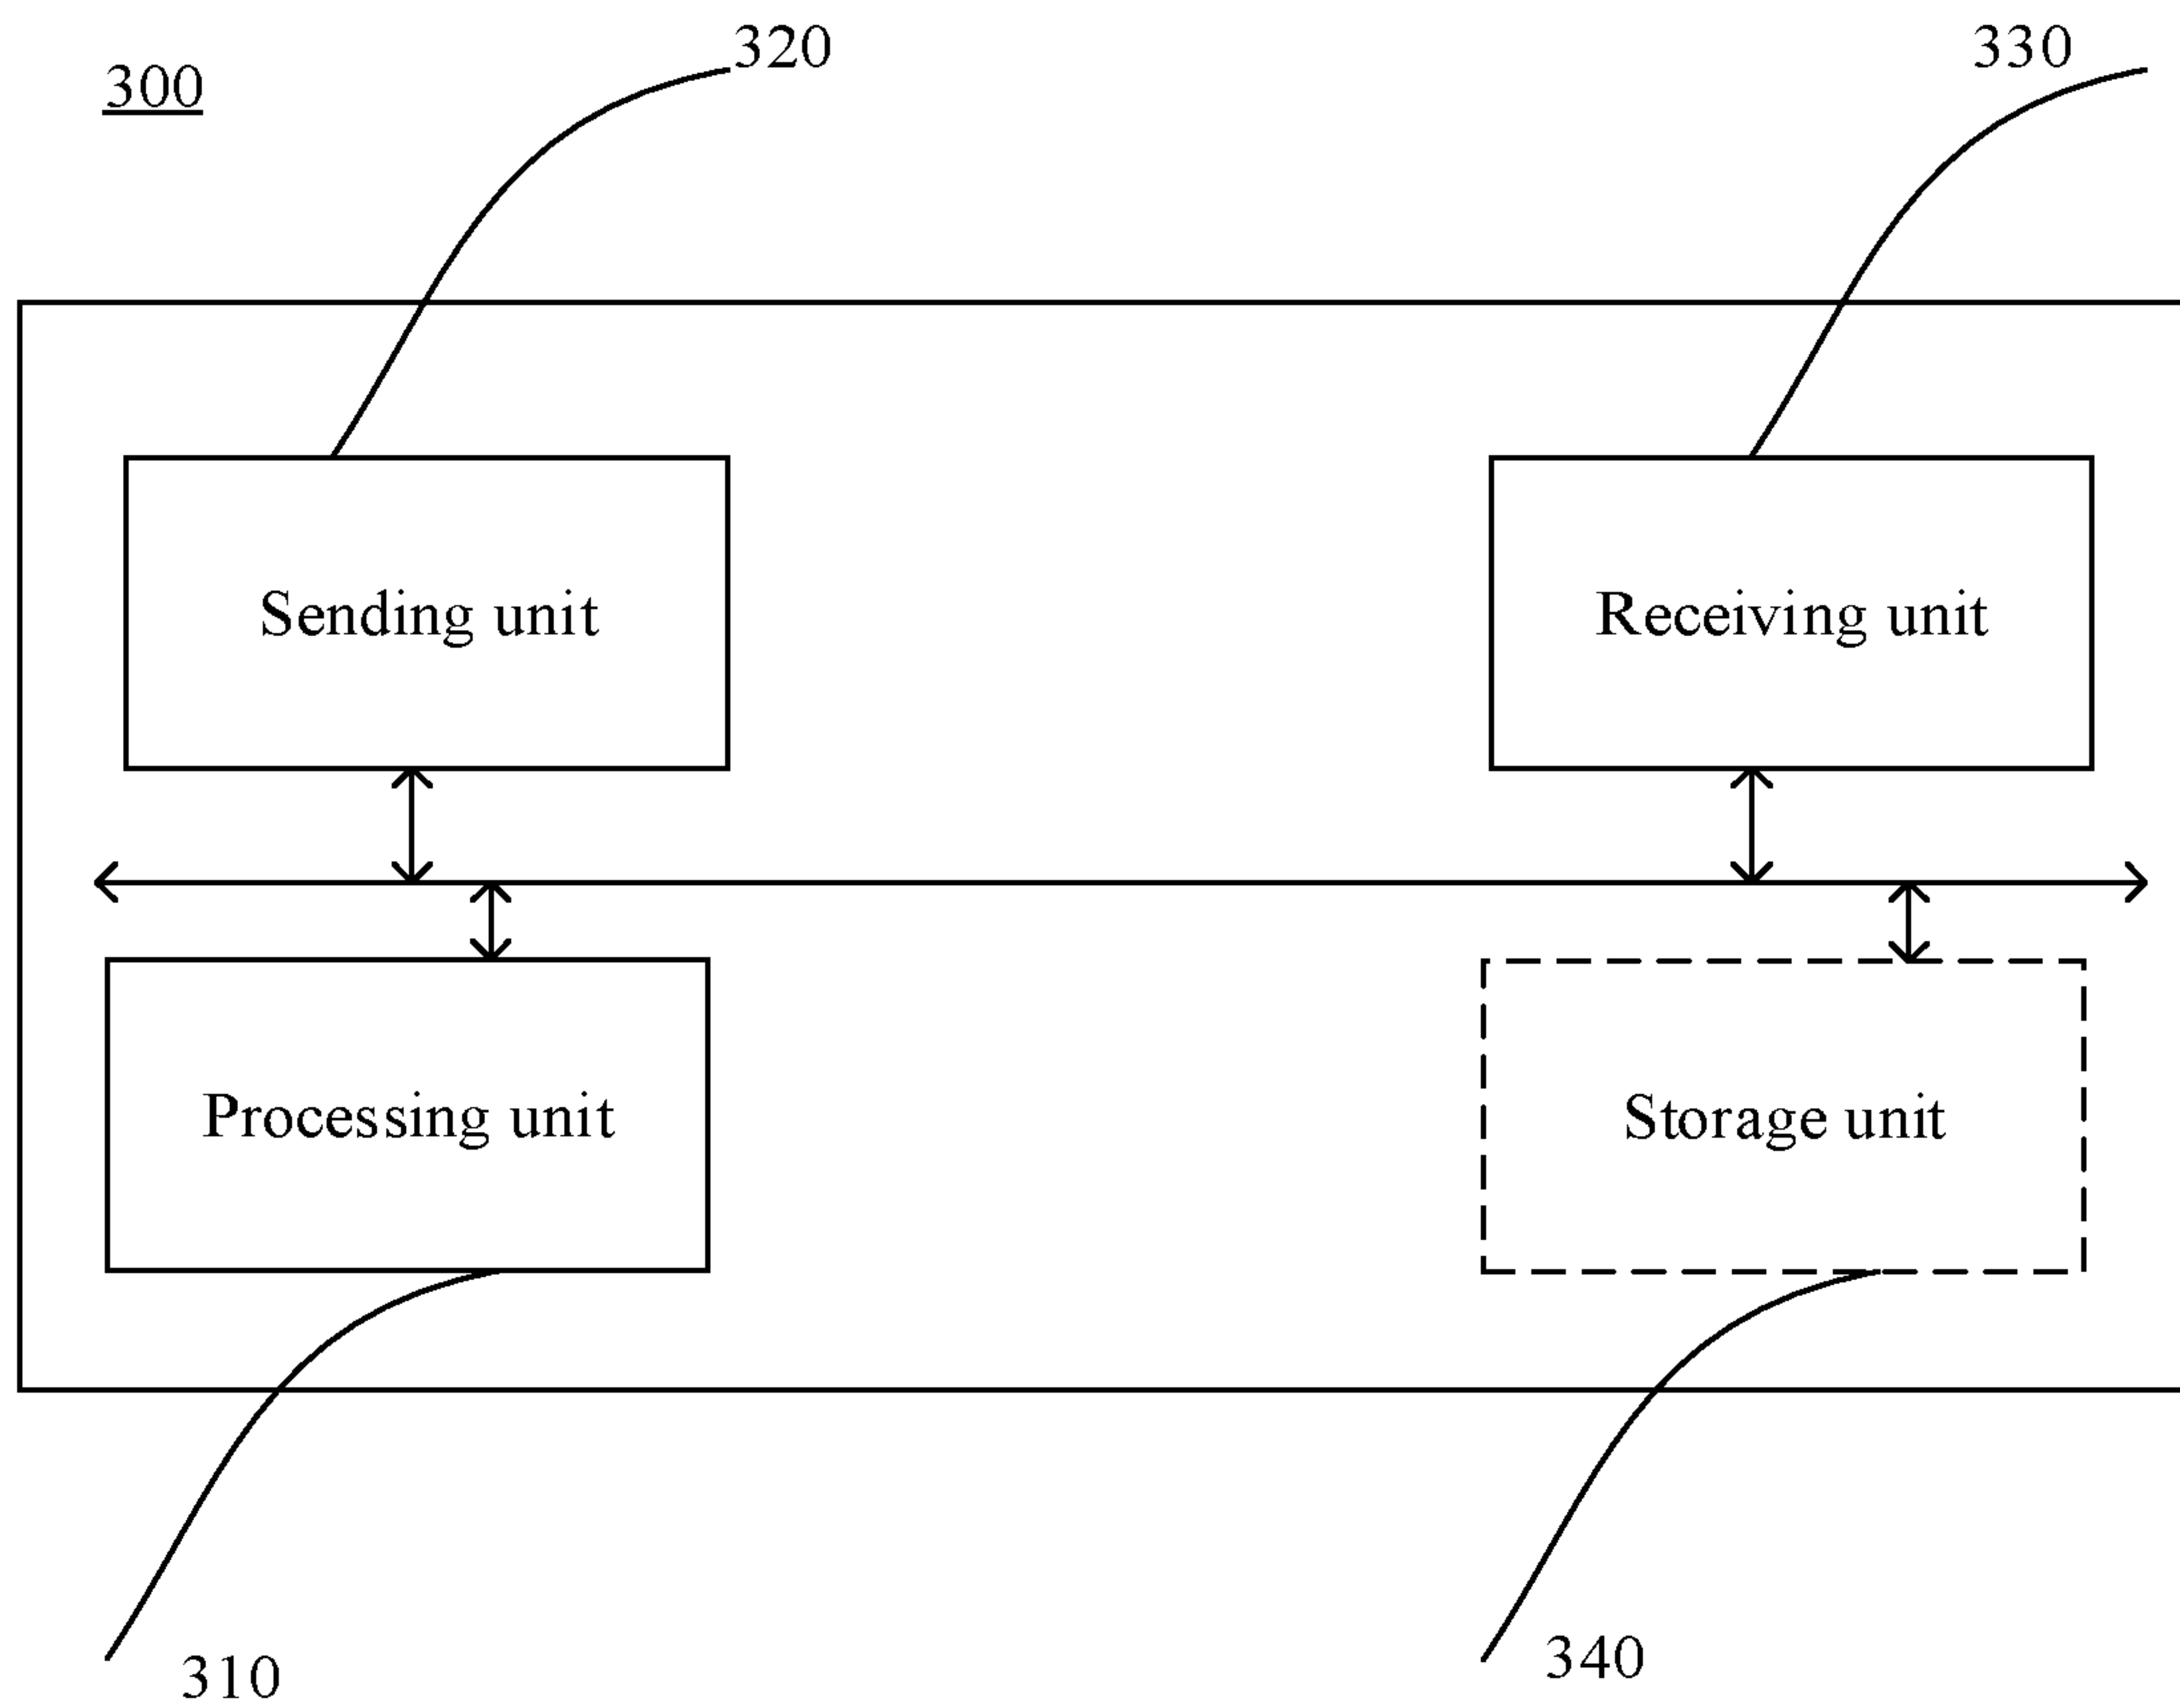 300
320
330
Sending unit
Receiving unit
Processing unit
Storage unit
310
340